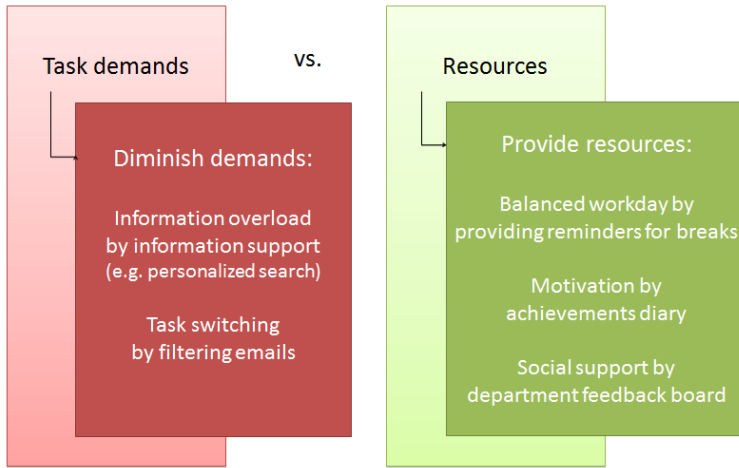 Task demands
vs.
Resources
Diminish demands:
Information overload
by information support
(e.g. personalized search)
Task switching
by filtering emails
Provide resources:
Balanced workday by
providing reminders for breaks
Motivation by
achievements diary
Social support by
department feedback board